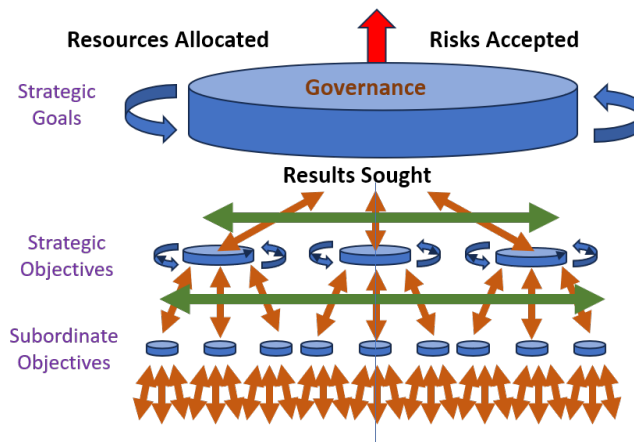 Resources Allocated
Risks Accepted
Strategic
Goals
Governance
Results Sought
Strategic
Objectives
Subordinate
Objectives